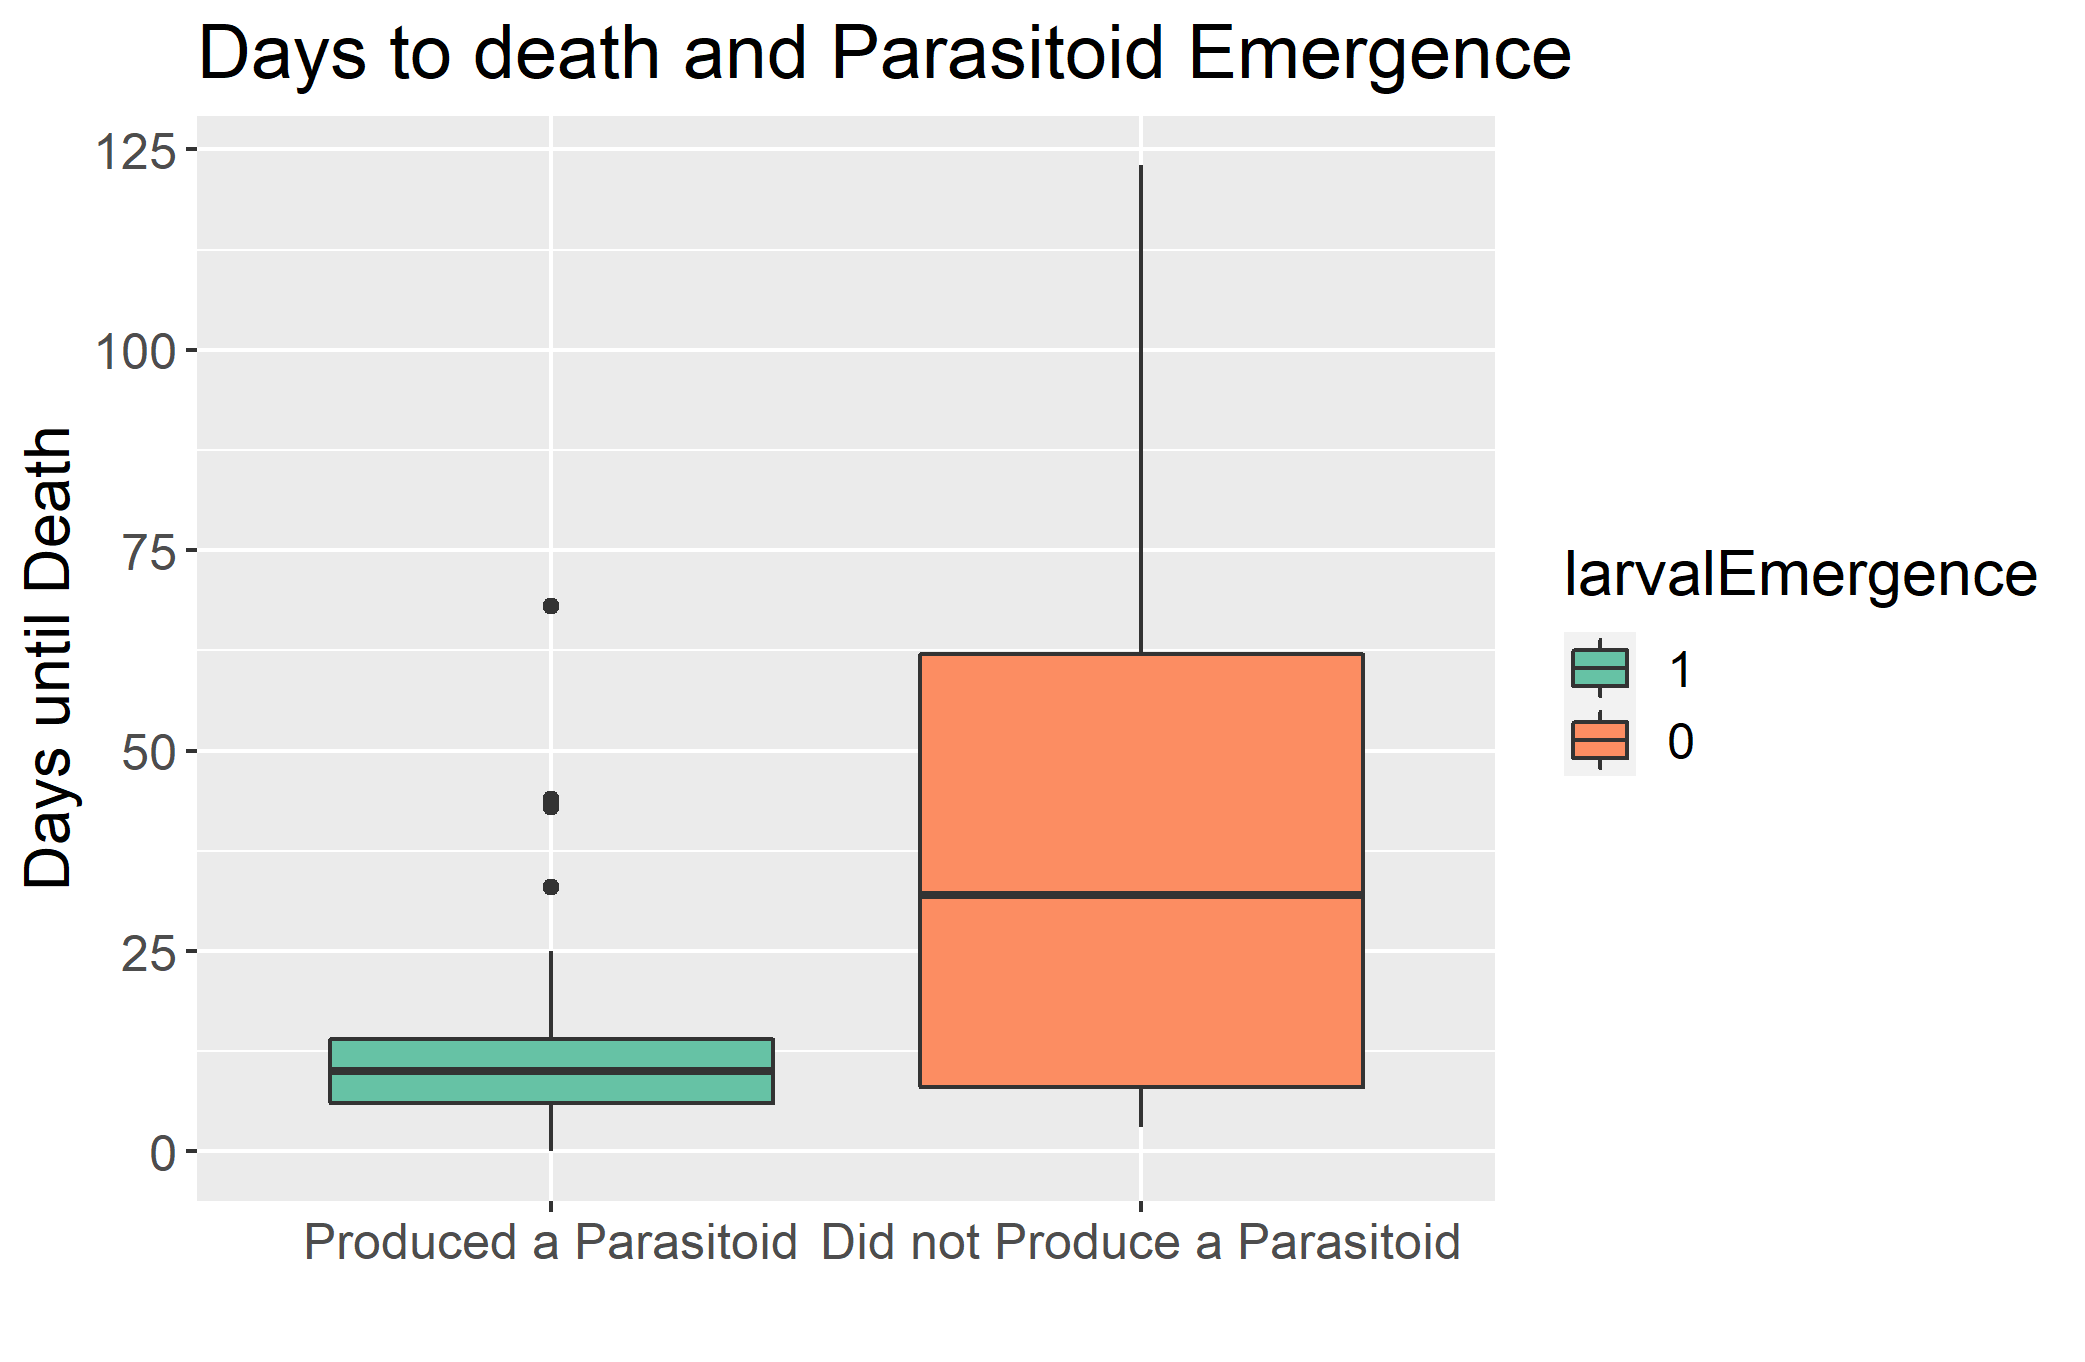 Days to death and Parasitoid Emergence
Days until Death
125
100
75
50
25
0
Produced a Parasitoid
Did not Produce a Parasitoid
larvalEmergence
1
0